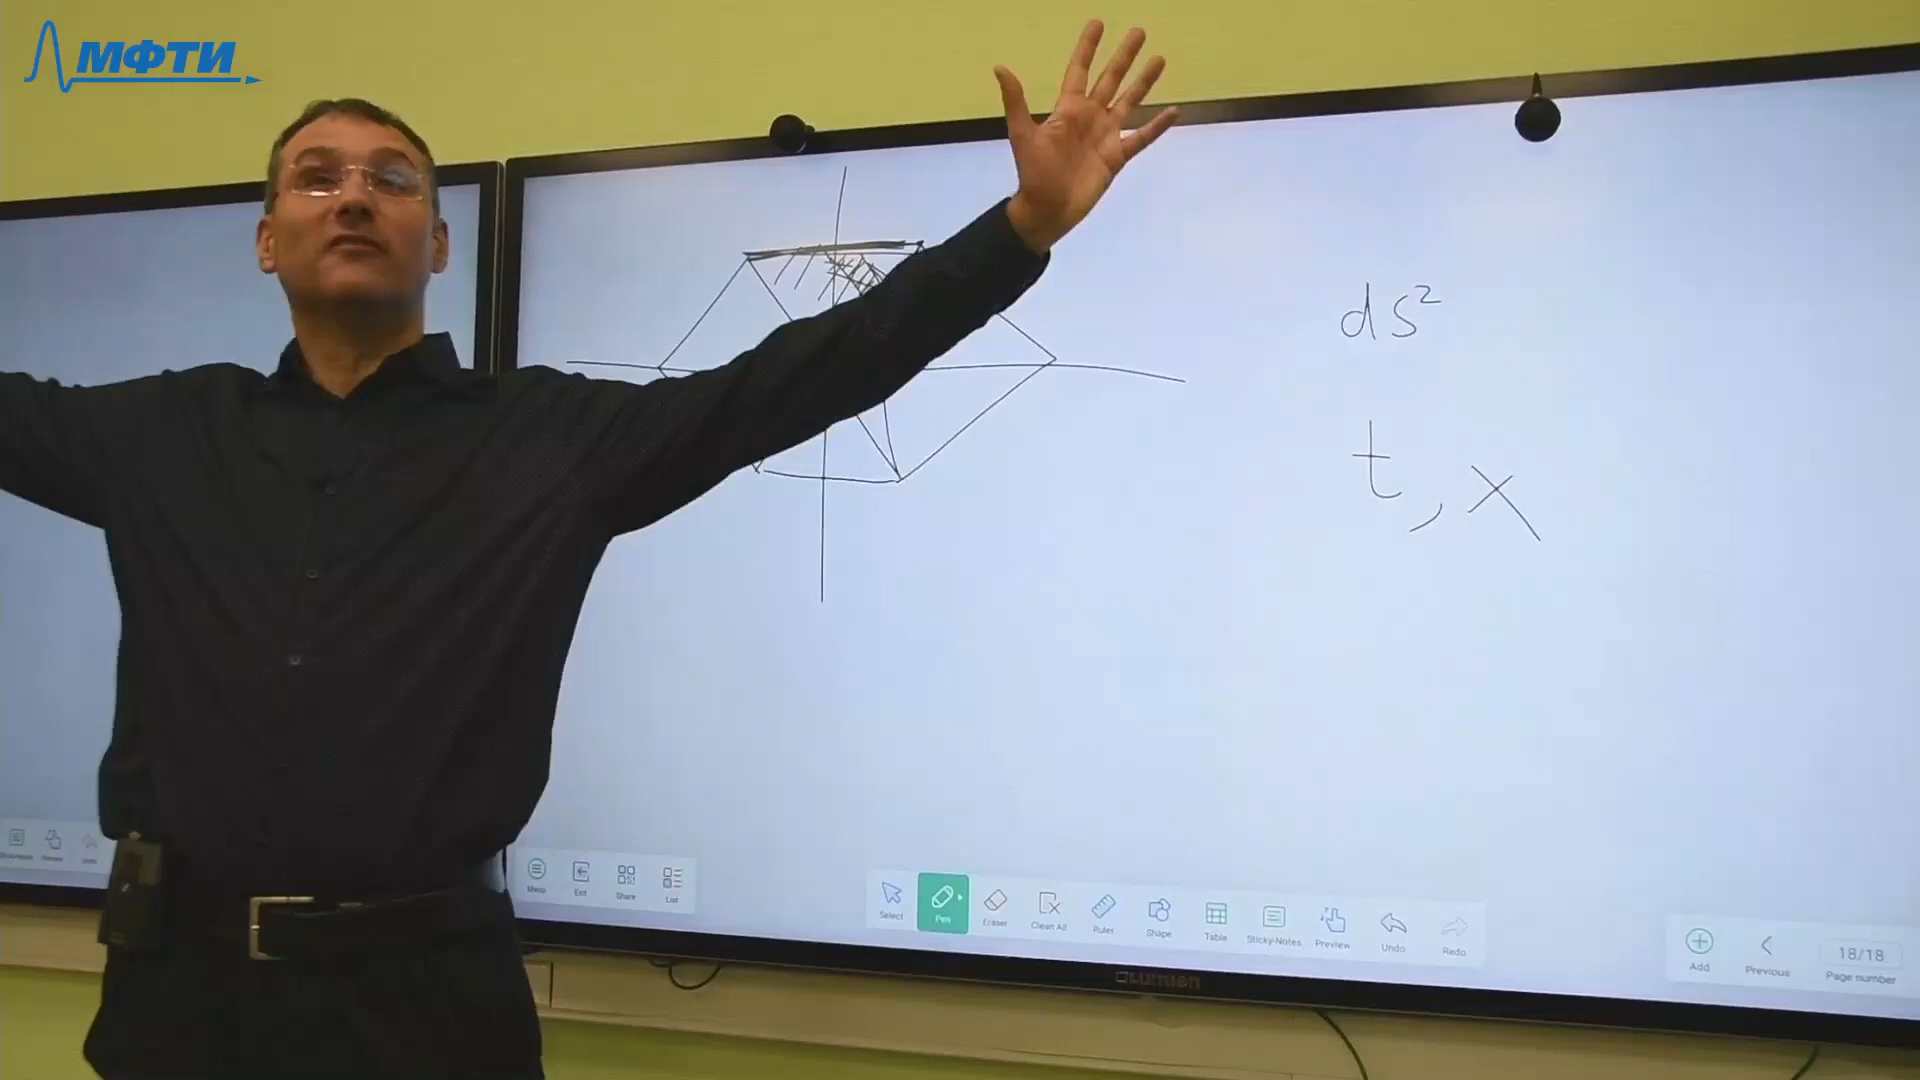 МФТИ
ds²
t, x
Menu
Exit
Share
List
Select
Pen
Eraser
Clean All
Ruler
Shape
Table
Sticky-Notes
Preview
Undo
Redo
Add
Previous
18/18
Page number
Lumien